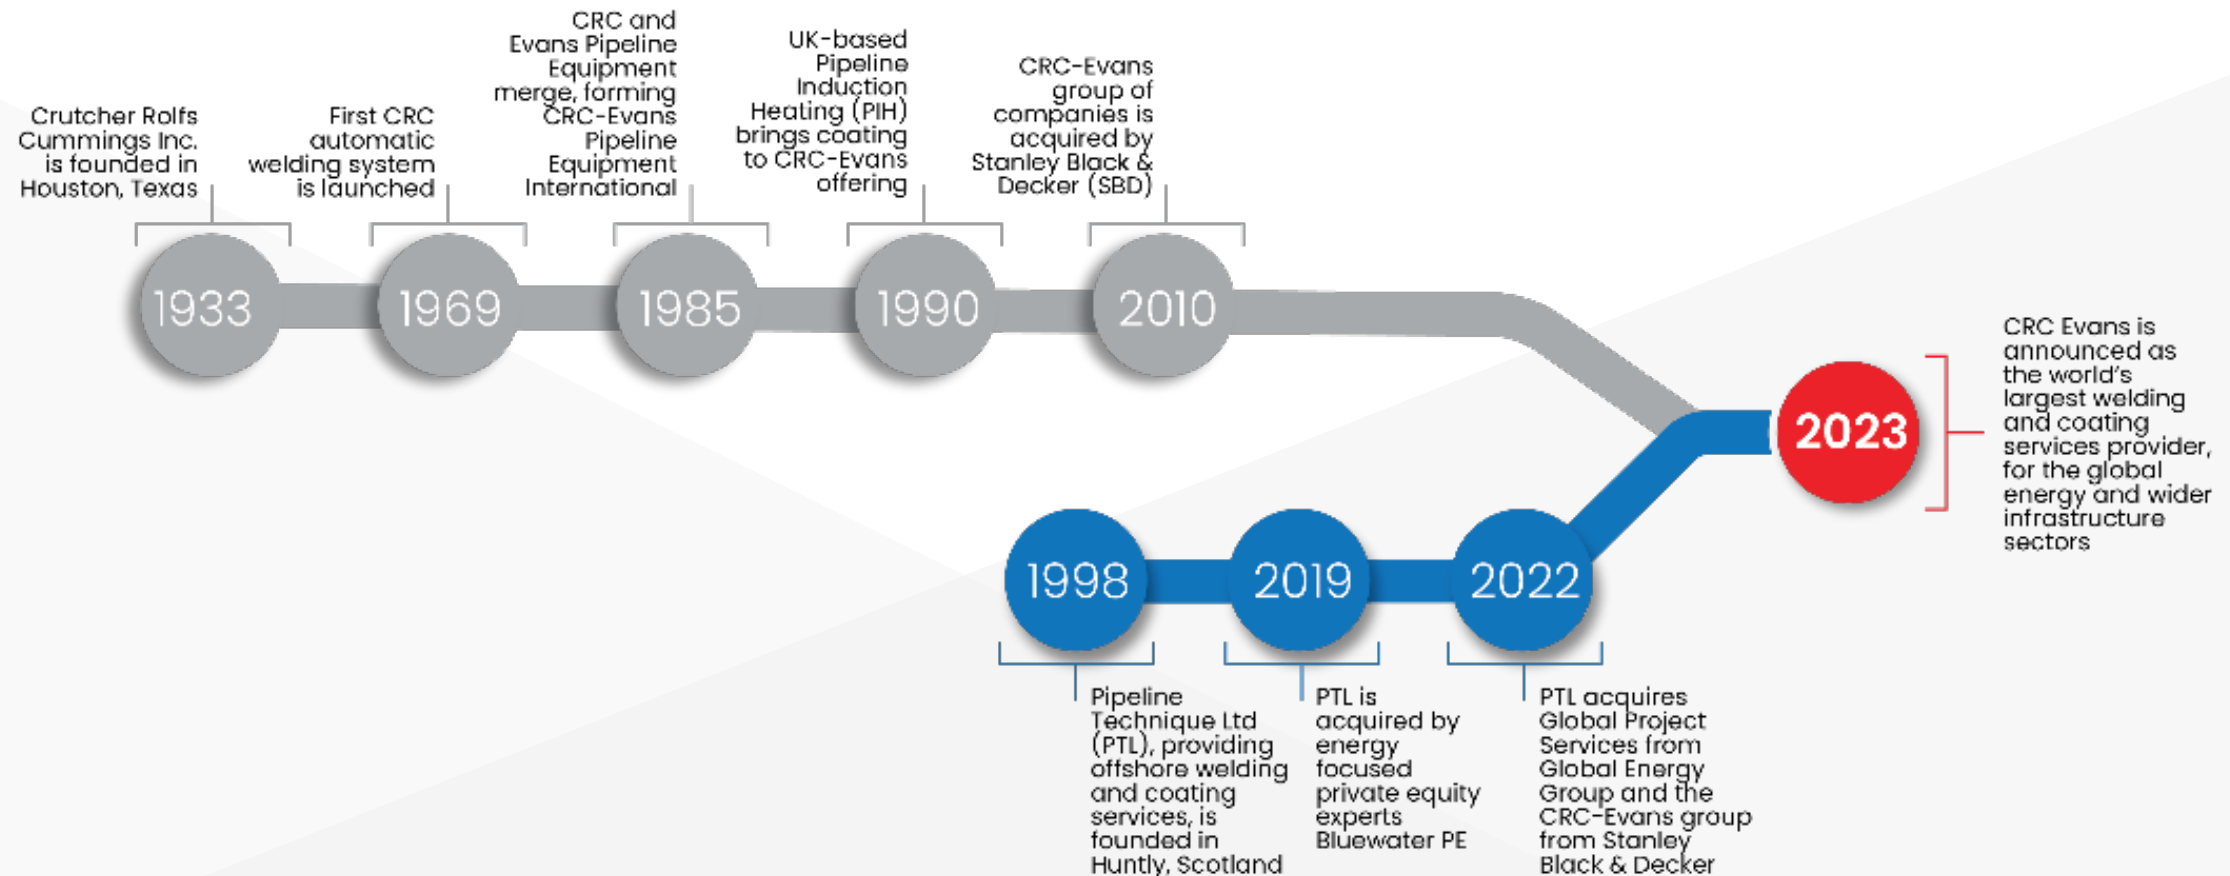 Crutcher Rolfs
Cummings Inc.
is founded in
Houston, Texas
First CRC
automatic
welding system
is launched
CRC and
Evans Pipeline
Equipment
merge, forming
CRC-Evans
Pipeline
Equipment
International
UK-based
Pipeline
Induction
Heating (PIH)
brings coating
to CRC-Evans
offering
CRC-Evans
group of
companies is
acquired by
Stanley Black &
Decker (SBD)
1933
1969
1985
1990
2010
2023
CRC Evans is
announced as
the world's
largest welding
and coating
services provider,
for the global
energy and wider
infrastructure
sectors
1998
2019
2022
Pipeline
Technique Ltd
(PTL), providing
offshore welding
and coating
services, is
founded in
Huntly, Scotland
PTL is
acquired by
energy
focused
private equity
experts
Bluewater PE
PTL acquires
Global Project
Services from
Global Energy
Group and the
CRC-Evans group
from Stanley
Black & Decker